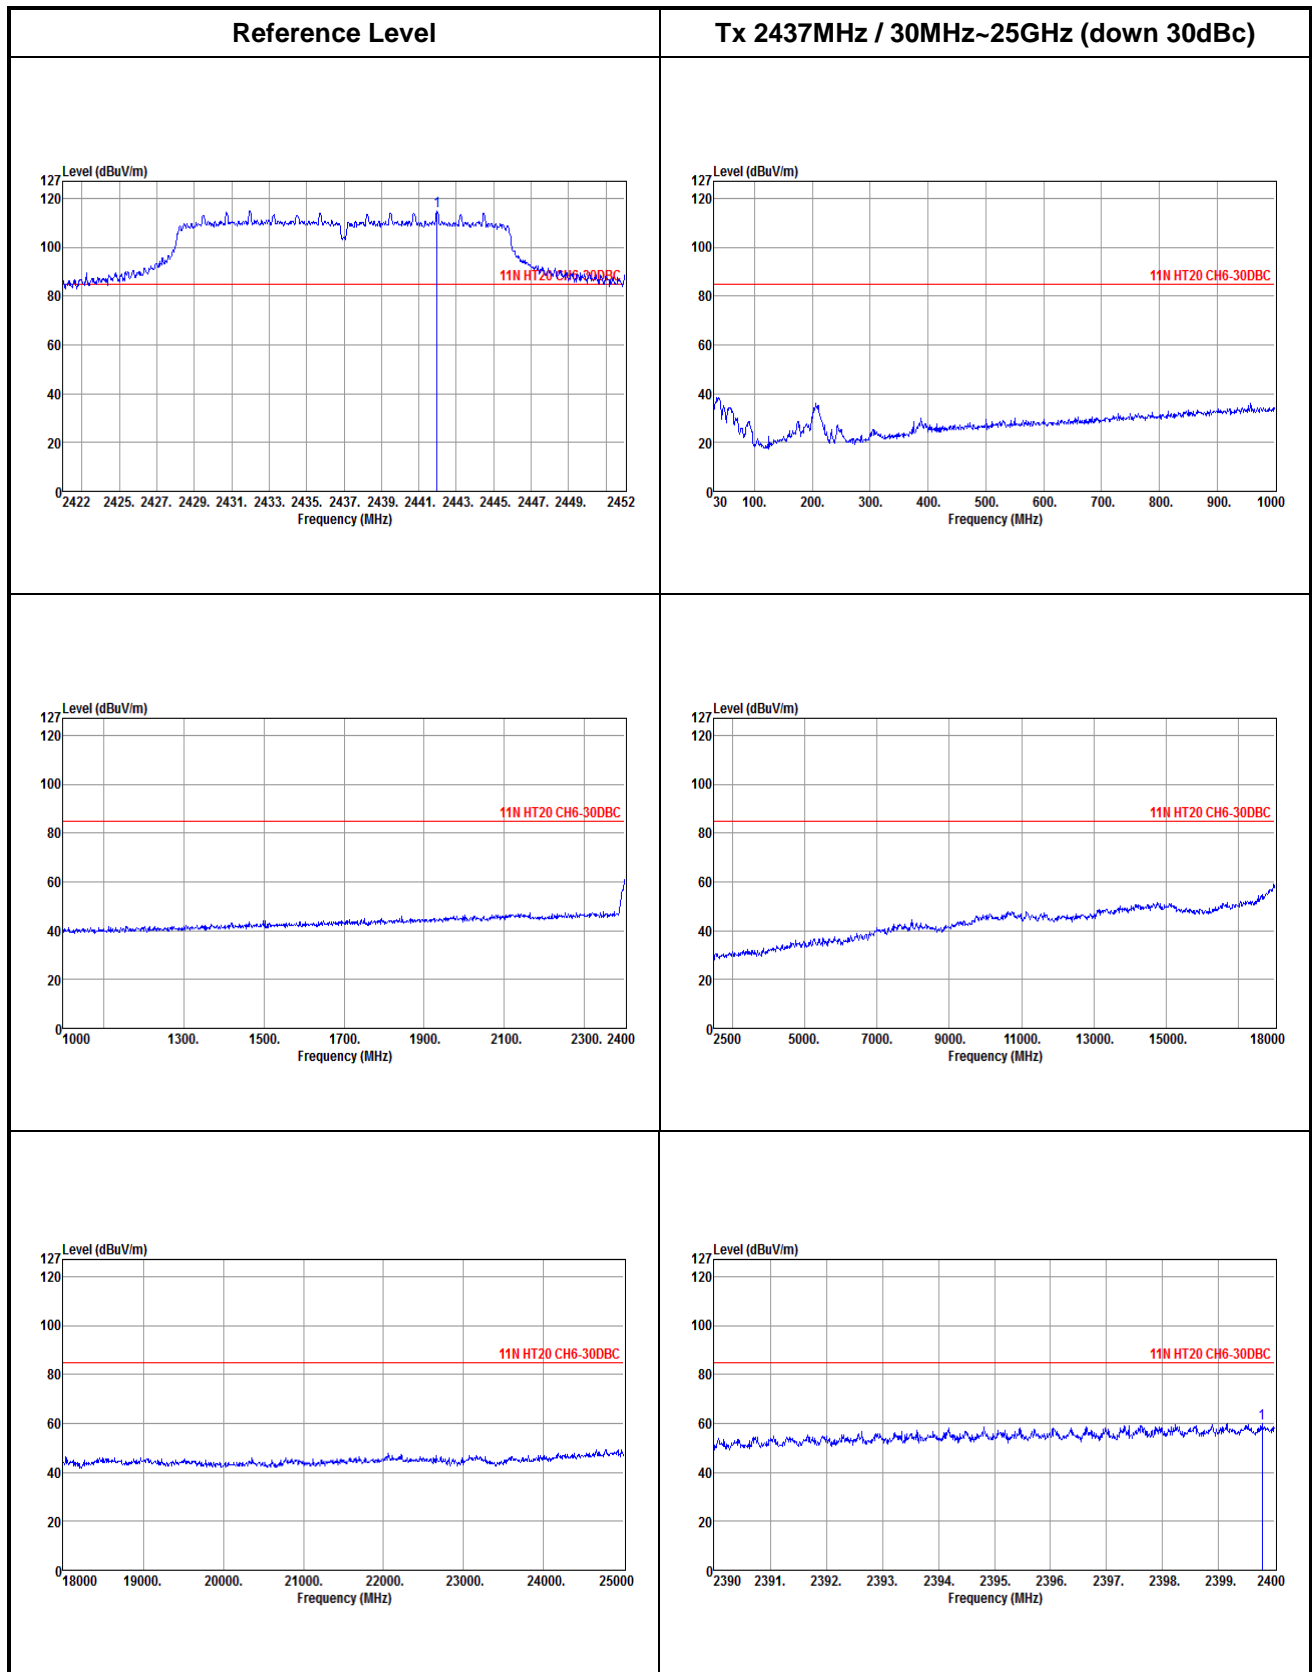 Reference Level
Tx 2437MHz / 30MHz~25GHz (down 30dBc)
Level (dBuV/m)
127
120
100
80
60
40
20
0
1
11N HT20 CH6-30DBC
2422 2425. 2427. 2429. 2431. 2433. 2435. 2437. 2439. 2441. 2443. 2445. 2447. 2449. 2452
Frequency (MHz)
Level (dBuV/m)
127
120
100
80
60
40
20
0
11N HT20 CH6-30DBC
30 100. 200. 300. 400. 500. 600. 700. 800. 900. 1000
Frequency (MHz)
Level (dBuV/m)
127
120
100
80
60
40
20
0
11N HT20 CH6-30DBC
1000 1300. 1500. 1700. 1900. 2100. 2300. 2400
Frequency (MHz)
Level (dBuV/m)
127
120
100
80
60
40
20
0
11N HT20 CH6-30DBC
2500 5000. 7000. 9000. 11000. 13000. 15000. 18000
Frequency (MHz)
Level (dBuV/m)
127
120
100
80
60
40
20
0
11N HT20 CH6-30DBC
18000 19000. 20000. 21000. 22000. 23000. 24000. 25000
Frequency (MHz)
Level (dBuV/m)
127
120
100
80
60
40
20
0
11N HT20 CH6-30DBC
1
2390 2391. 2392. 2393. 2394. 2395. 2396. 2397. 2398. 2399. 2400
Frequency (MHz)